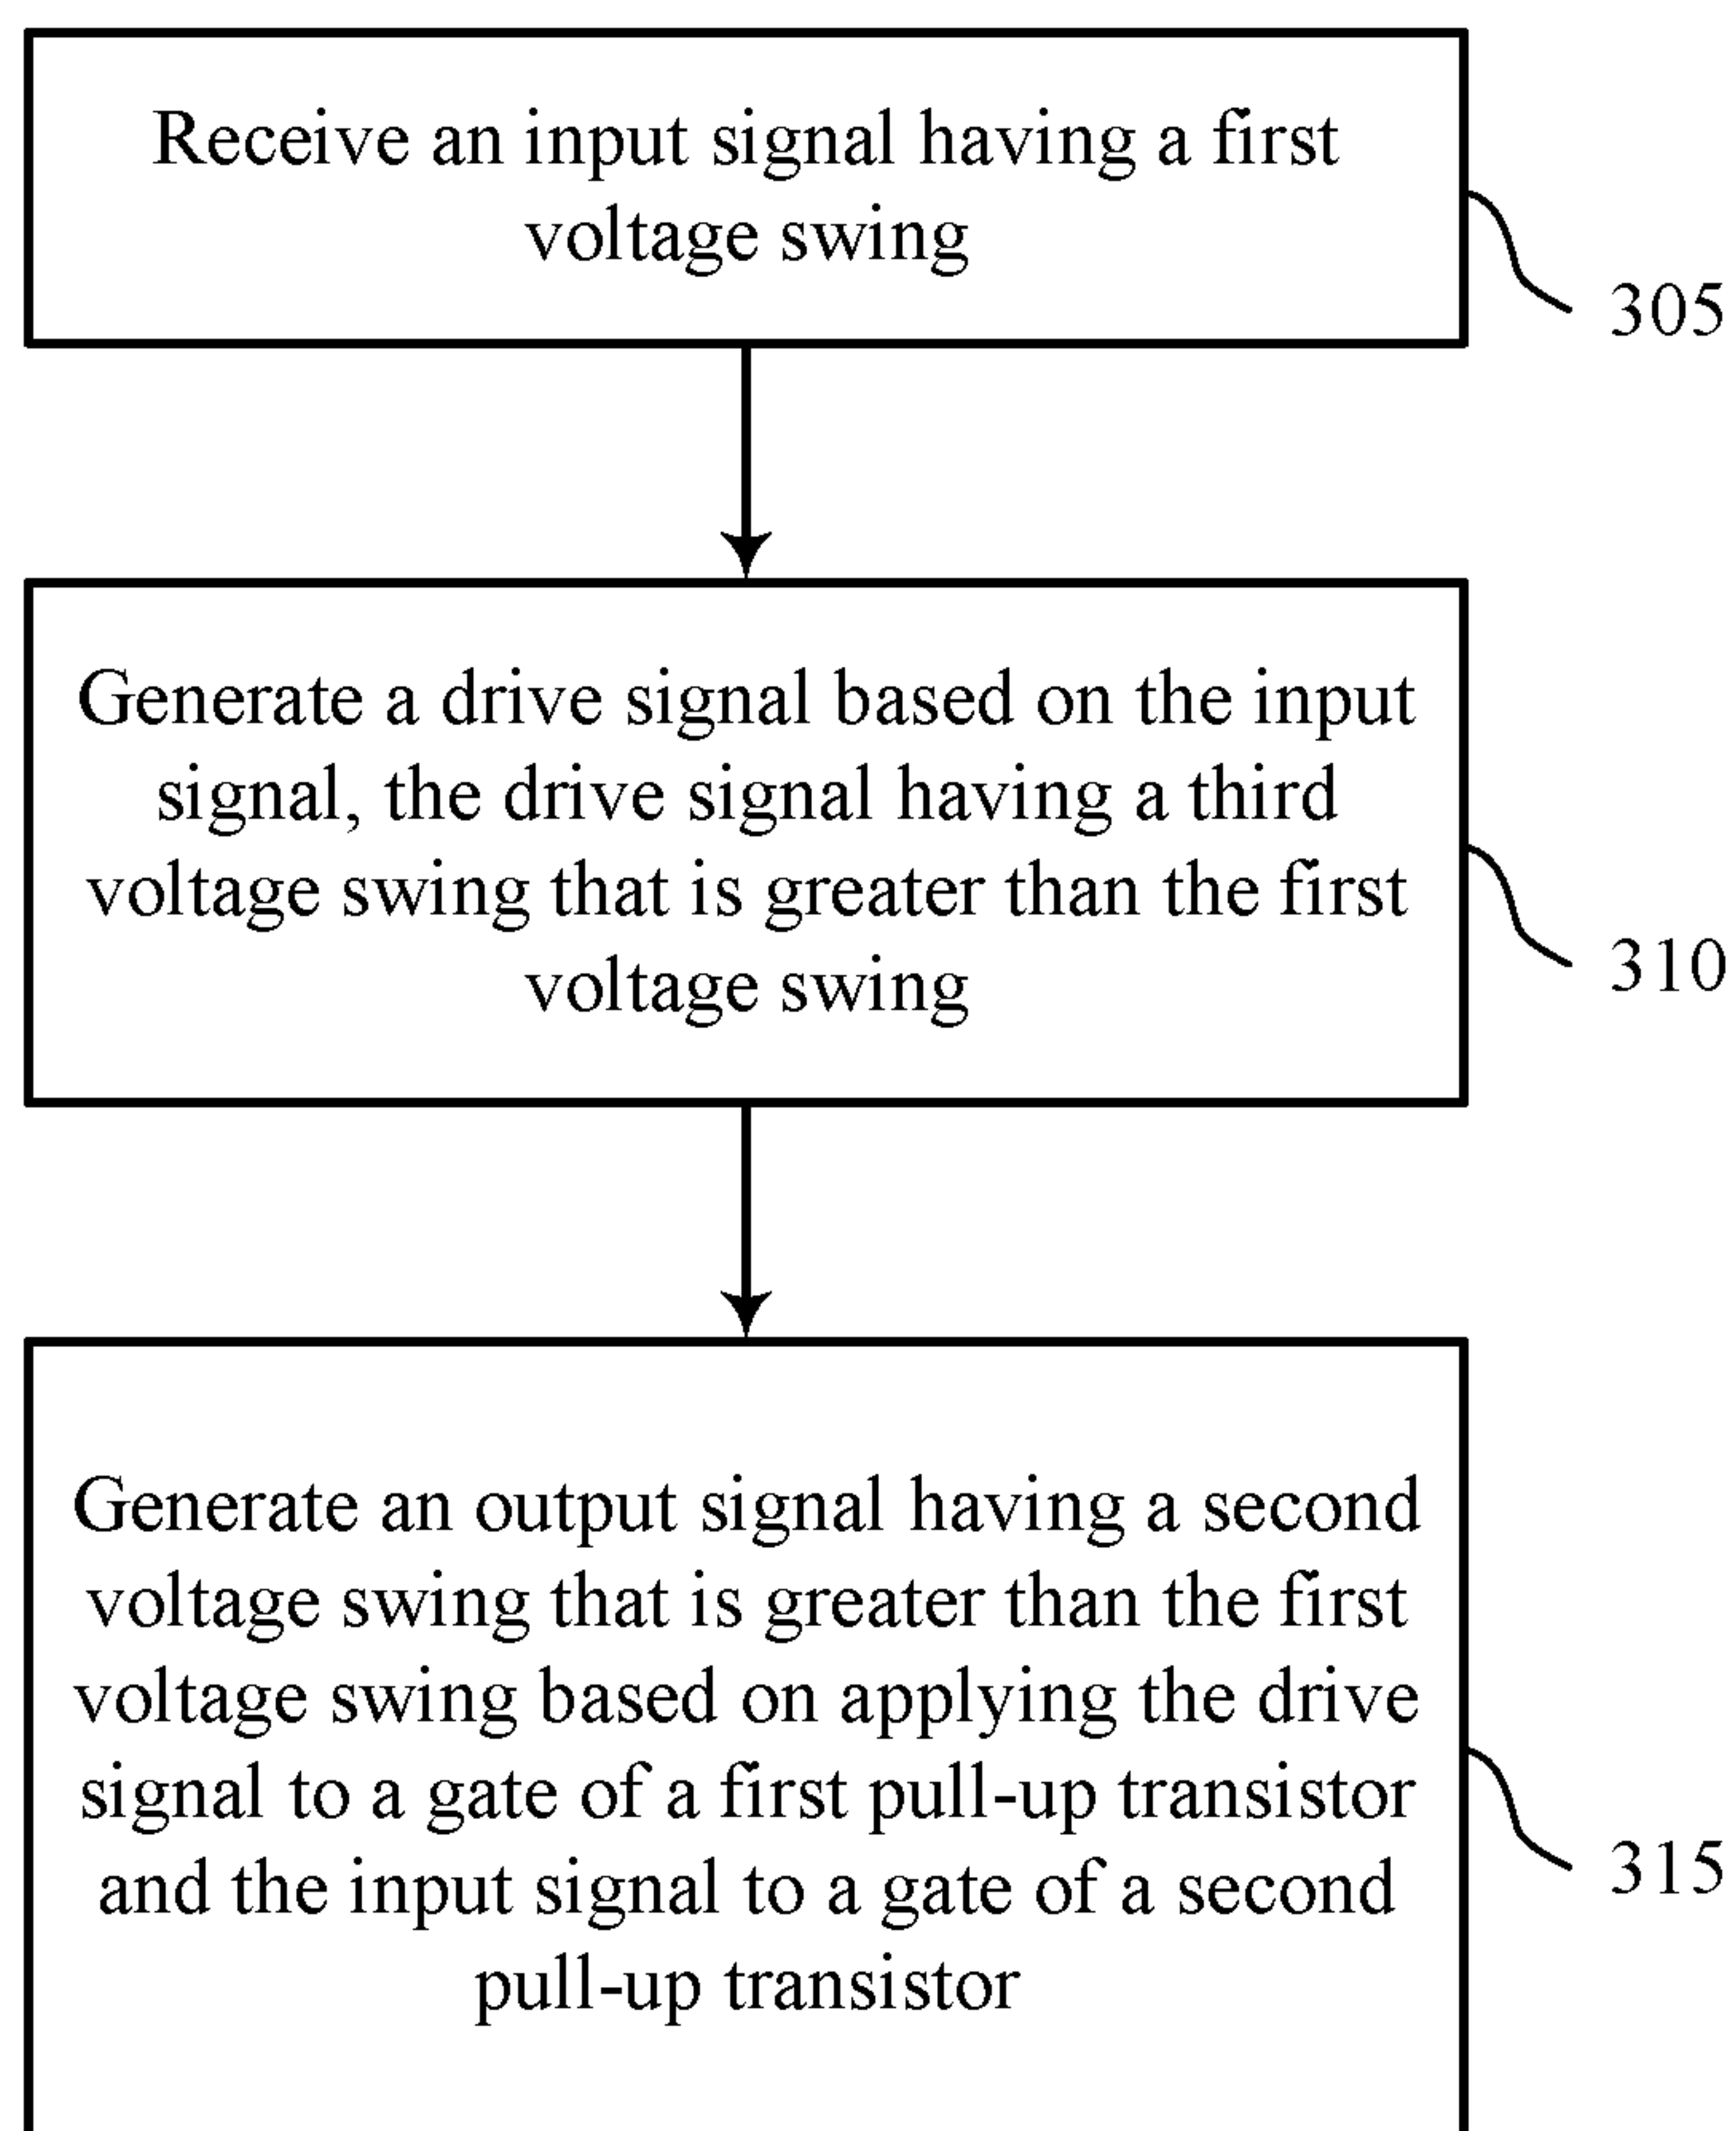 Receive an input signal having a first
voltage swing
305
Generate a drive signal based on the input
signal, the drive signal having a third
voltage swing that is greater than the first
voltage swing
310
Generate an output signal having a second
voltage swing that is greater than the first
voltage swing based on applying the drive
signal to a gate of a first pull-up transistor
and the input signal to a gate of a second
pull-up transistor
315